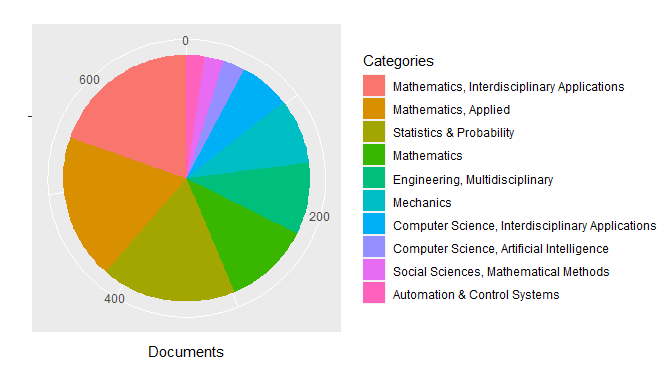 0
600
200
400
Documents
Categories
Mathematics, Interdisciplinary Applications
Mathematics, Applied
Statistics & Probability
Mathematics
Engineering, Multidisciplinary
Mechanics
Computer Science, Interdisciplinary Applications
Computer Science, Artificial Intelligence
Social Sciences, Mathematical Methods
Automation & Control Systems